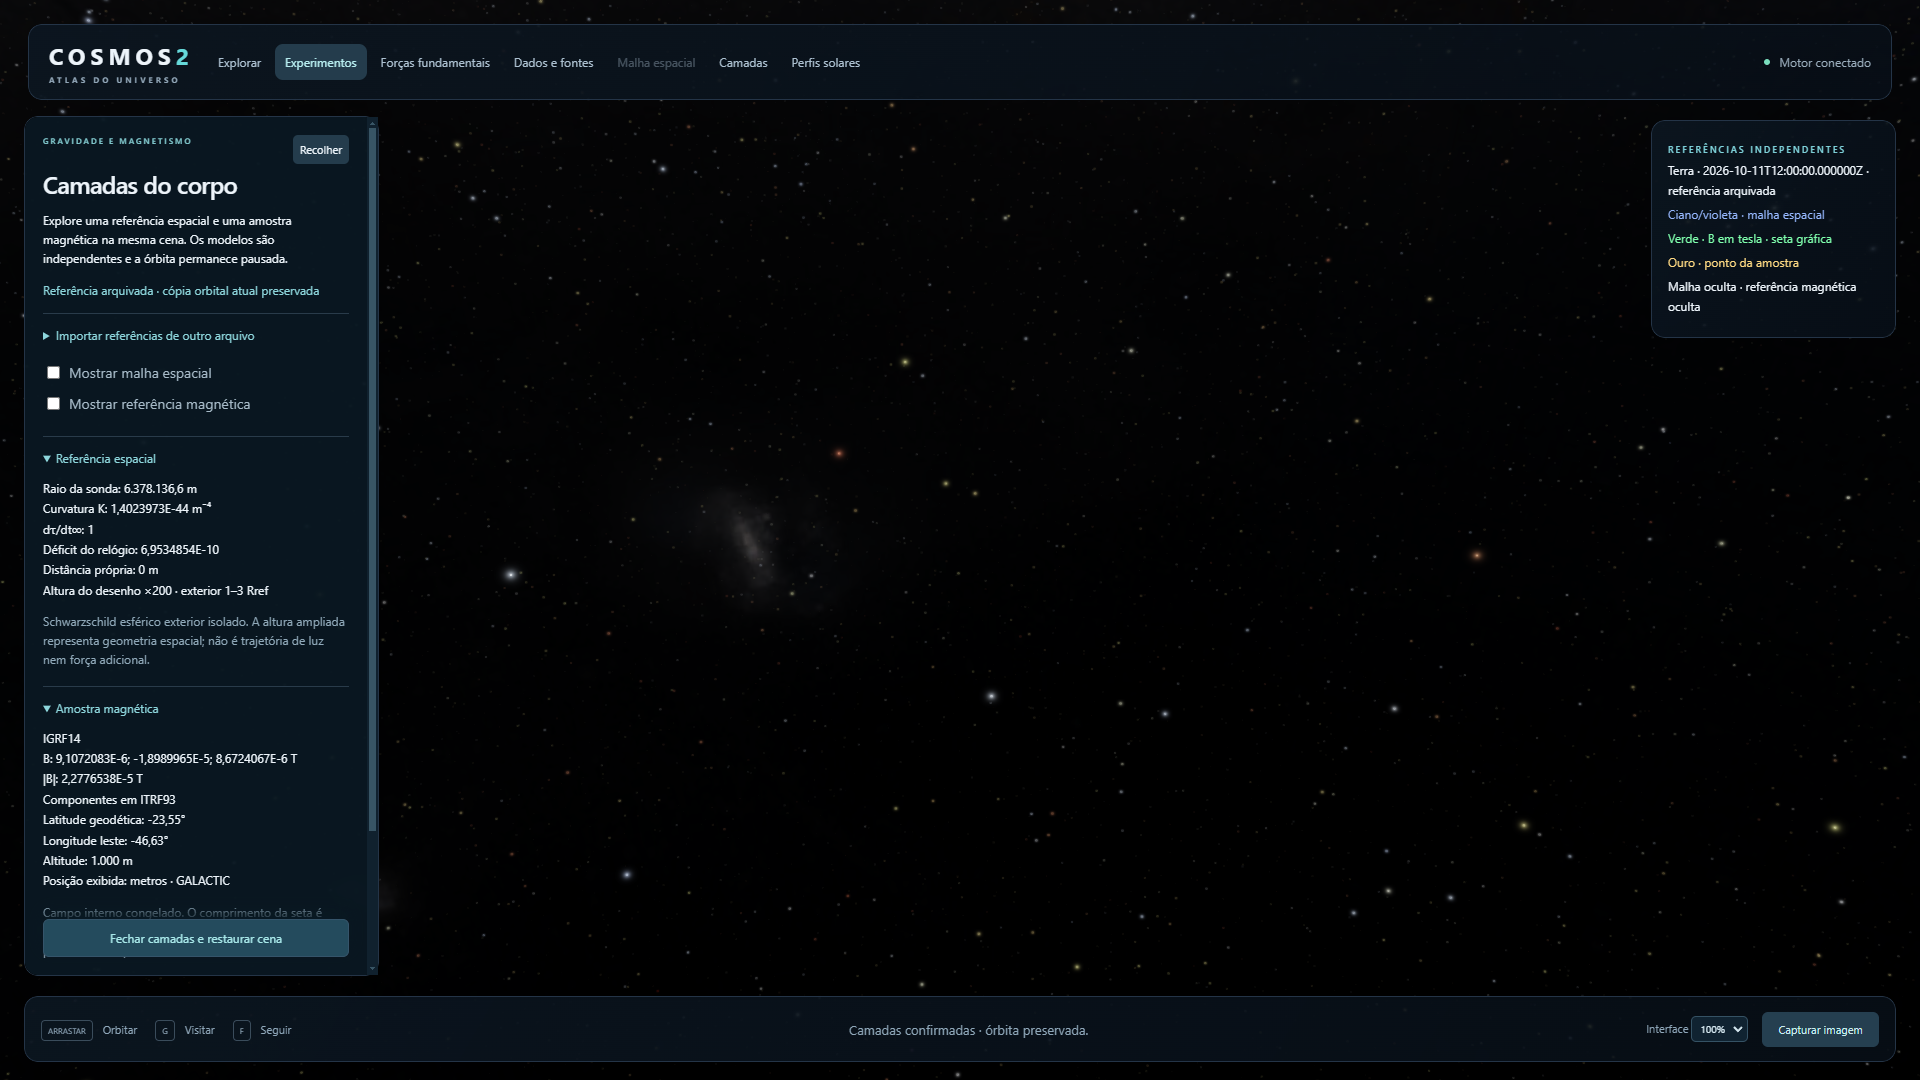 COSMOS2
ATLAS DO UNIVERSO
Explorar
Experimentos
Forças fundamentais
Dados e fontes
Malha espacial
Camadas
Perfis solares
Motor conectado
GRAVIDADE E MAGNETISMO
Recolher
Camadas do corpo
Explore uma referência espacial e uma amostra
magnética na mesma cena. Os modelos são
independentes e a órbita permanece pausada.
Referência arquivada · cópia orbital atual preservada
Importar referências de outro arquivo
Mostrar malha espacial
Mostrar referência magnética
Referência espacial
Raio da sonda: 6.378.136,6 m
Curvatura K: 1,4023973E-44 m⁻⁴
dτ/dt∞: 1
Déficit do relógio: 6,9534854E-10
Distância própria: 0 m
Altura do desenho ×200 · exterior 1–3 Rref
Schwarzschild esférico exterior isolado. A altura ampliada
representa geometria espacial; não é trajetória de luz
nem força adicional.
Amostra magnética
IGRF14
B: 9,1072083E-6; -1,8989965E-5; 8,6724067E-6 T
|B|: 2,2776538E-5 T
Componentes em ITRF93
Latitude geodética: -23,55°
Longitude leste: -46,63°
Altitude: 1.000 m
Posição exibida: metros · GALACTIC
Campo interno congelado. O comprimento da seta é
Fechar camadas e restaurar cena
REFERÊNCIAS INDEPENDENTES
Terra · 2026-10-11T12:00:00.000000Z ·
referência arquivada
Ciano/violeta · malha espacial
Verde · B em tesla · seta gráfica
Ouro · ponto da amostra
Malha oculta · referência magnética
oculta
ARRASTAR Orbitar
G Visitar
F Seguir
Camadas confirmadas · órbita preservada.
Interface 100%
Capturar imagem